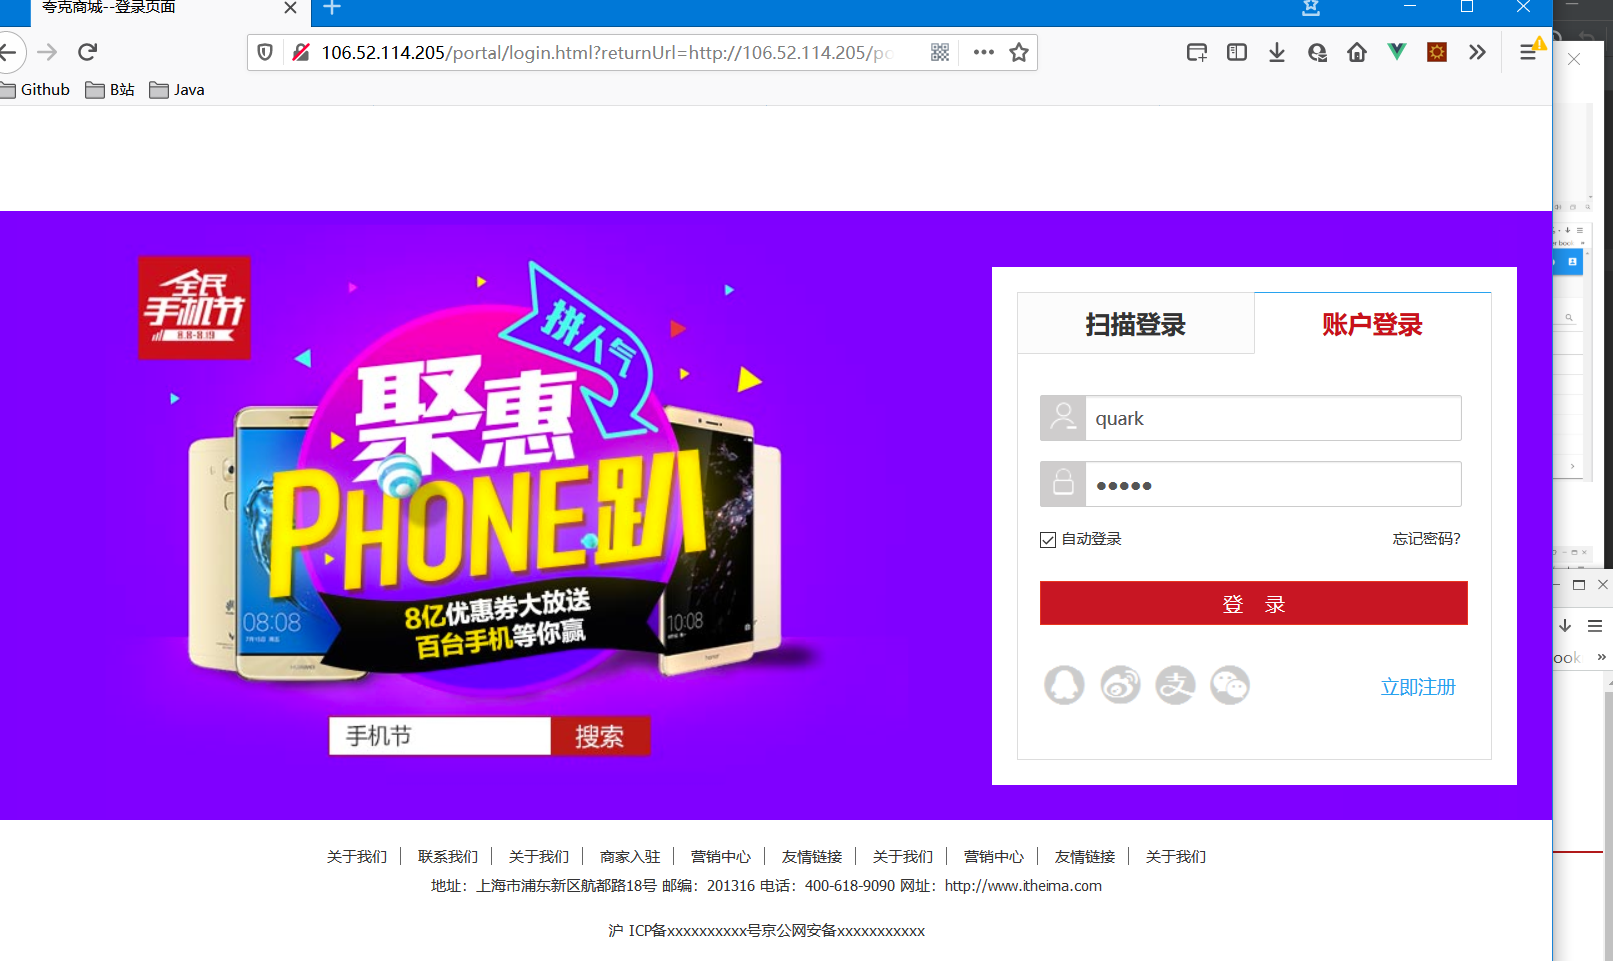 夸克商城--登录页面
106.52.114.205/portal/login.html?returnUrl=http://106.52.114.205/po
Github B站 Java
全民
手机节
8.8-8.19
拼人气
聚惠
PHONE趴
8亿优惠券大放送
百台手机等你赢
08:08
10:08
HUAWEI
honor
手机节 搜索
扫描登录 账户登录
quark
●●●●●
自动登录 忘记密码?
登 录
立即注册
ook
关于我们 联系我们 关于我们 商家入驻 营销中心 友情链接 关于我们 营销中心 友情链接 关于我们
地址：上海市浦东新区航都路18号 邮编：201316 电话：400-618-9090 网址：http://www.itheima.com
沪 ICP备xxxxxxxxxx号京公网安备xxxxxxxxxxx